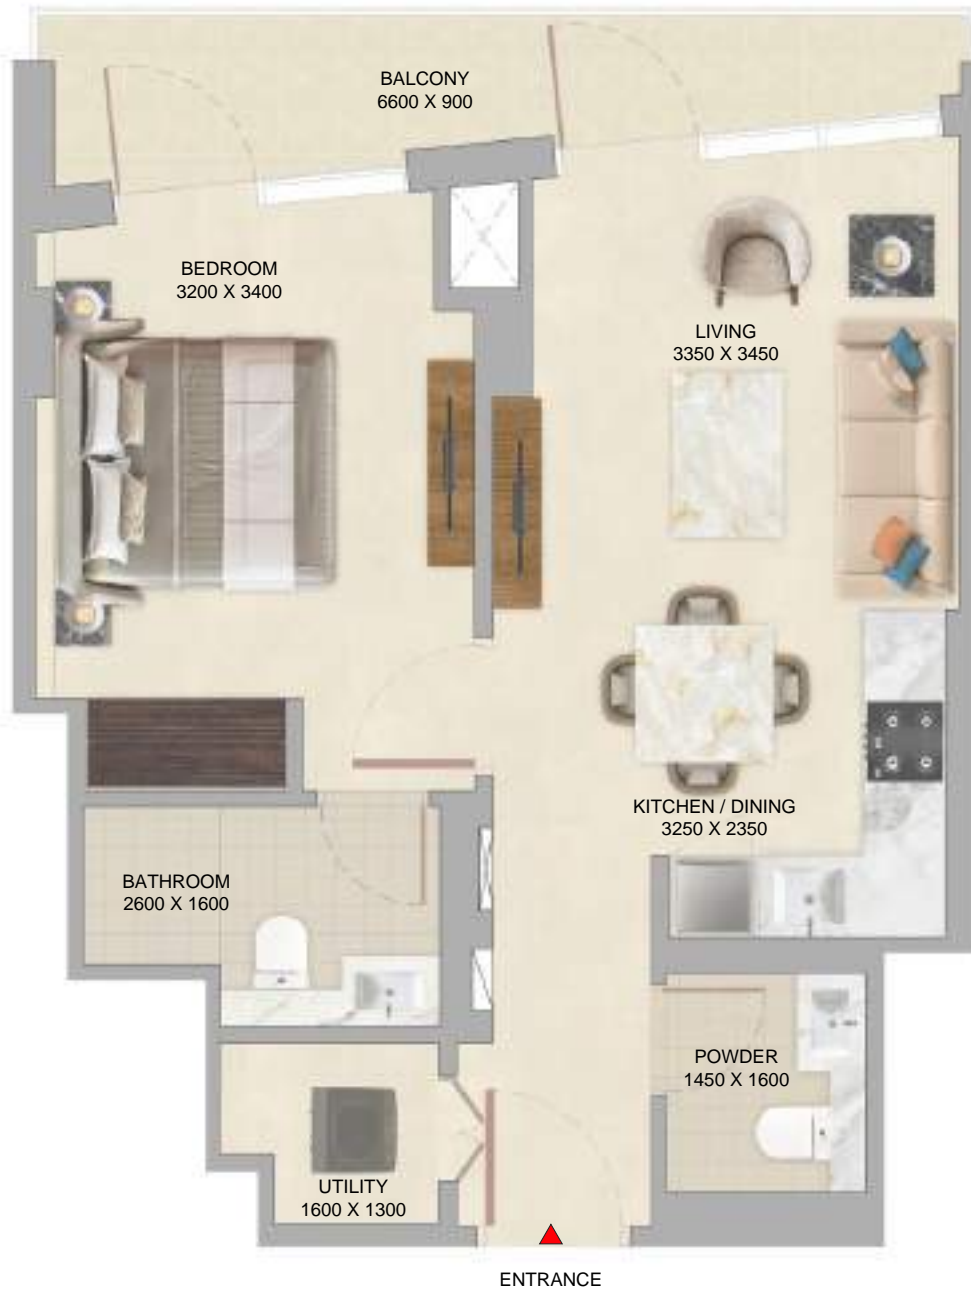 BALCONY
6600 X 900
BEDROOM
3200 X 3400
LIVING
3350 X 3450
KITCHEN / DINING
3250 X 2350
BATHROOM
2600 X 1600
POWDER
1450 X 1600
UTILITY
1600 X 1300
ENTRANCE